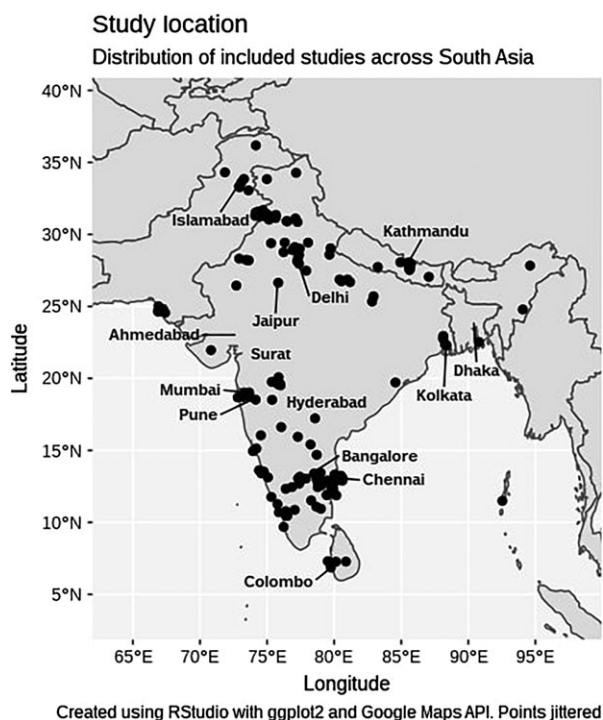 Study location
Distribution of included studies across South Asia
40°N
35°N
30°N
25°N
20°N
15°N
10°N
5°N
Latitude
Islamabad
Kathmandu
Delhi
Jaipur
Ahmedabad
Surat
Dhaka
Kolkata
Mumbai
Hyderabad
Pune
Bangalore
Chennai
Colombo
65°E 70°E 75°E 80°E 85°E 90°E 95°E
Longitude
Created using RStudio with ggplot2 and Google Maps API. Points jittered